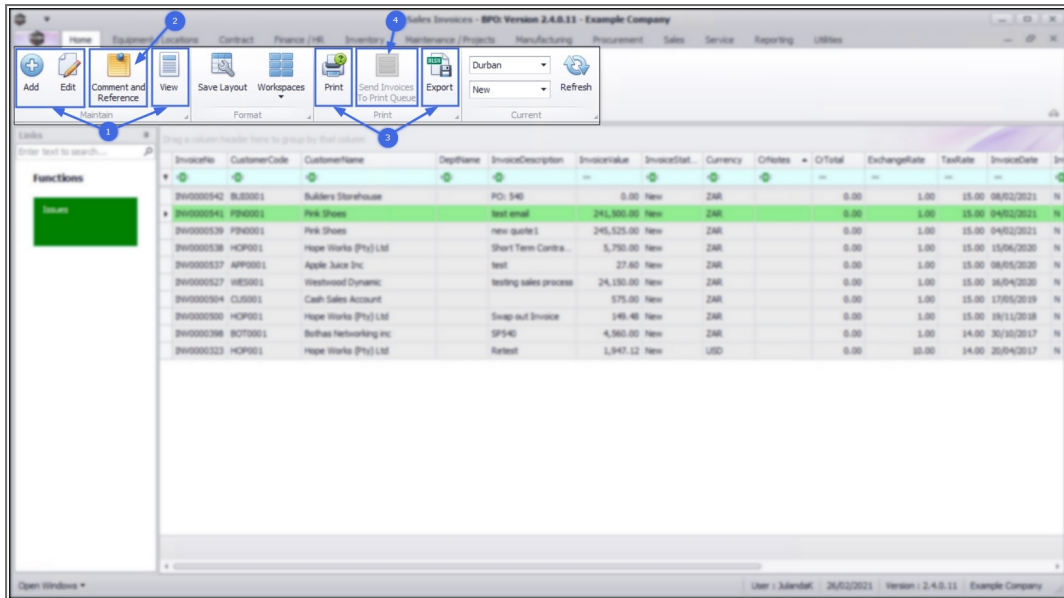 Sales Invoices - BPO: Version 2.4.0.11 - Example Company
2
4
Home Equipment / Locations Contract Finance / HR Inventory Maintenance / Projects Manufacturing Procurement Sales Service Reporting Utilities
Add Edit Comment and Reference View Save Layout Workspaces Print Send Invoices To Print Queue Export Durban New Refresh
Maintain Format Print Current
1
3
Links
Drag a column header here to group by that column
Enter text to search...
InvoiceNo CustomerCode CustomerName DeptName InvoiceDescription InvoiceValue InvoiceStat... Currency CrNotes CrTotal ExchangeRate TaxRate InvoiceDate
Functions
Issues
INV0000542 BUI0001 Builders Storehouse PO: 540 0.00 New ZAR 0.00 1.00 15.00 08/02/2021 N
INV0000541 PIN0001 Pink Shoes test email 241,500.00 New ZAR 0.00 1.00 15.00 04/02/2021 N
INV0000539 PIN0001 Pink Shoes new quote1 245,525.00 New ZAR 0.00 1.00 15.00 04/02/2021 N
INV0000538 HOP001 Hope Works (Pty) Ltd Short Term Contra... 5,750.00 New ZAR 0.00 1.00 15.00 15/06/2020 N
INV0000537 APP0001 Apple Juice Inc test 27.60 New ZAR 0.00 1.00 15.00 08/05/2020 N
INV0000527 WES001 Westwood Dynamic testing sales process 24,150.00 New ZAR 0.00 1.00 15.00 16/04/2020 N
INV0000504 CUS001 Cash Sales Account 575.00 New ZAR 0.00 1.00 15.00 17/05/2019 N
INV0000500 HOP001 Hope Works (Pty) Ltd Swap out Invoice 149.48 New ZAR 0.00 1.00 15.00 19/11/2018 N
INV0000398 BOT0001 Bothas Networking inc SP540 4,560.00 New ZAR 0.00 1.00 14.00 30/10/2017 N
INV0000323 HOP001 Hope Works (Pty) Ltd Retest 1,947.12 New USD 0.00 10.00 14.00 20/04/2017 N
Open Windows
User : JulandaK 26/02/2021 Version : 2.4.0.11 Example Company